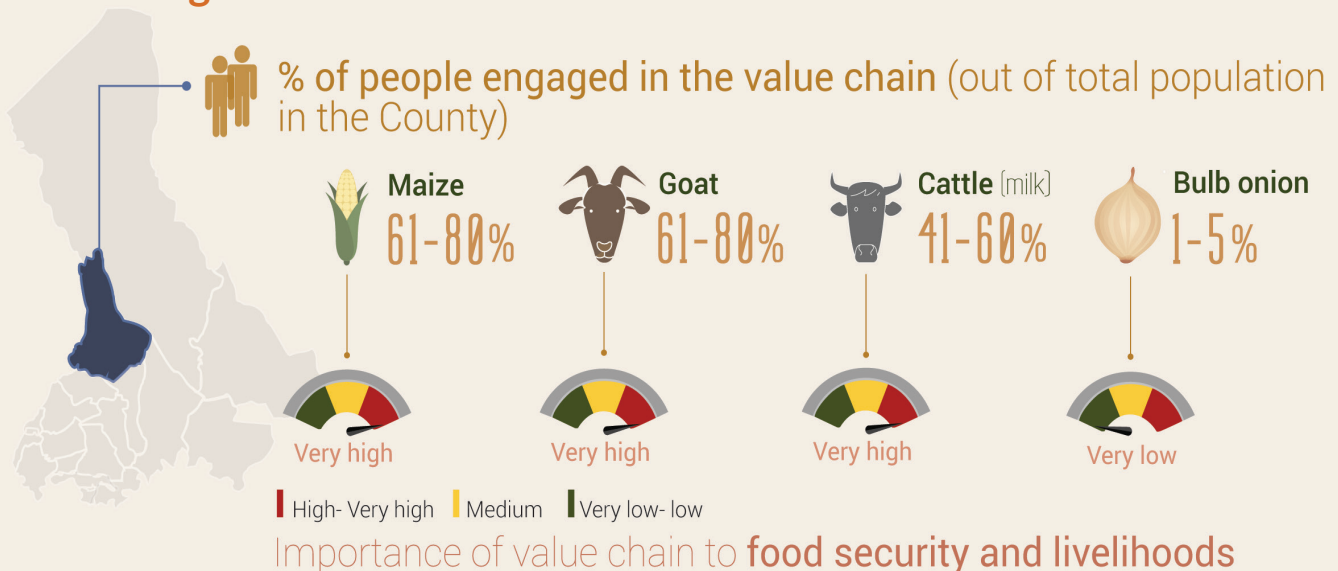 g
% of people engaged in the value chain (out of total population
in the County)
Maize
61-80%
Goat
61-80%
Cattle (milk)
41-60%
Bulb onion
1-5%
Very high
Very high
Very high
Very low
High- Very high
Medium
Very low- low
Importance of value chain to food security and livelihoods